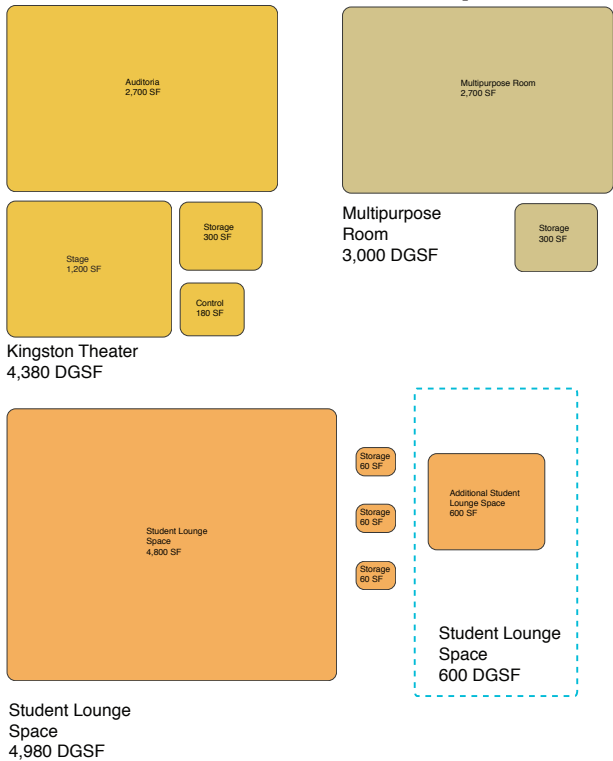 Auditoria
2,700 SF
Multipurpose Room
2,700 SF
Stage
1,200 SF
Storage
300 SF
Control
180 SF
Kingston Theater
4,380 DGSF
Multipurpose
Room
3,000 DGSF
Storage
300 SF
Student Lounge
Space
4,800 SF
Storage
60 SF
Storage
60 SF
Storage
60 SF
Additional Student
Lounge Space
600 SF
Student Lounge
Space
600 DGSF
Student Lounge
Space
4,980 DGSF